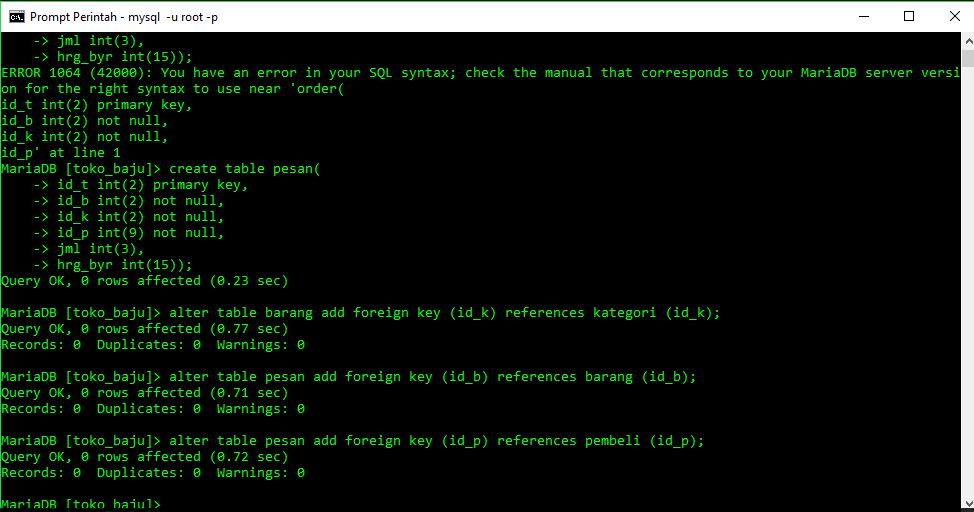 Prompt Perintah - mysql -u root -p
    -> jml int(3),
    -> hrg_byr int(15));
ERROR 1064 (42000): You have an error in your SQL syntax; check the manual that corresponds to your MariaDB server versi
on for the right syntax to use near 'order(
id_t int(2) primary key,
id_b int(2) not null,
id_k int(2) not null,
id_p' at line 1
MariaDB [toko_baju]> create table pesan(
    -> id_t int(2) primary key,
    -> id_b int(2) not null,
    -> id_k int(2) not null,
    -> id_p int(9) not null,
    -> jml int(3),
    -> hrg_byr int(15));
Query OK, 0 rows affected (0.23 sec)

MariaDB [toko_baju]> alter table barang add foreign key (id_k) references kategori (id_k);
Query OK, 0 rows affected (0.77 sec)
Records: 0  Duplicates: 0  Warnings: 0

MariaDB [toko_baju]> alter table pesan add foreign key (id_b) references barang (id_b);
Query OK, 0 rows affected (0.71 sec)
Records: 0  Duplicates: 0  Warnings: 0

MariaDB [toko_baju]> alter table pesan add foreign key (id_p) references pembeli (id_p);
Query OK, 0 rows affected (0.72 sec)
Records: 0  Duplicates: 0  Warnings: 0

MariaDB [toko_baju]>